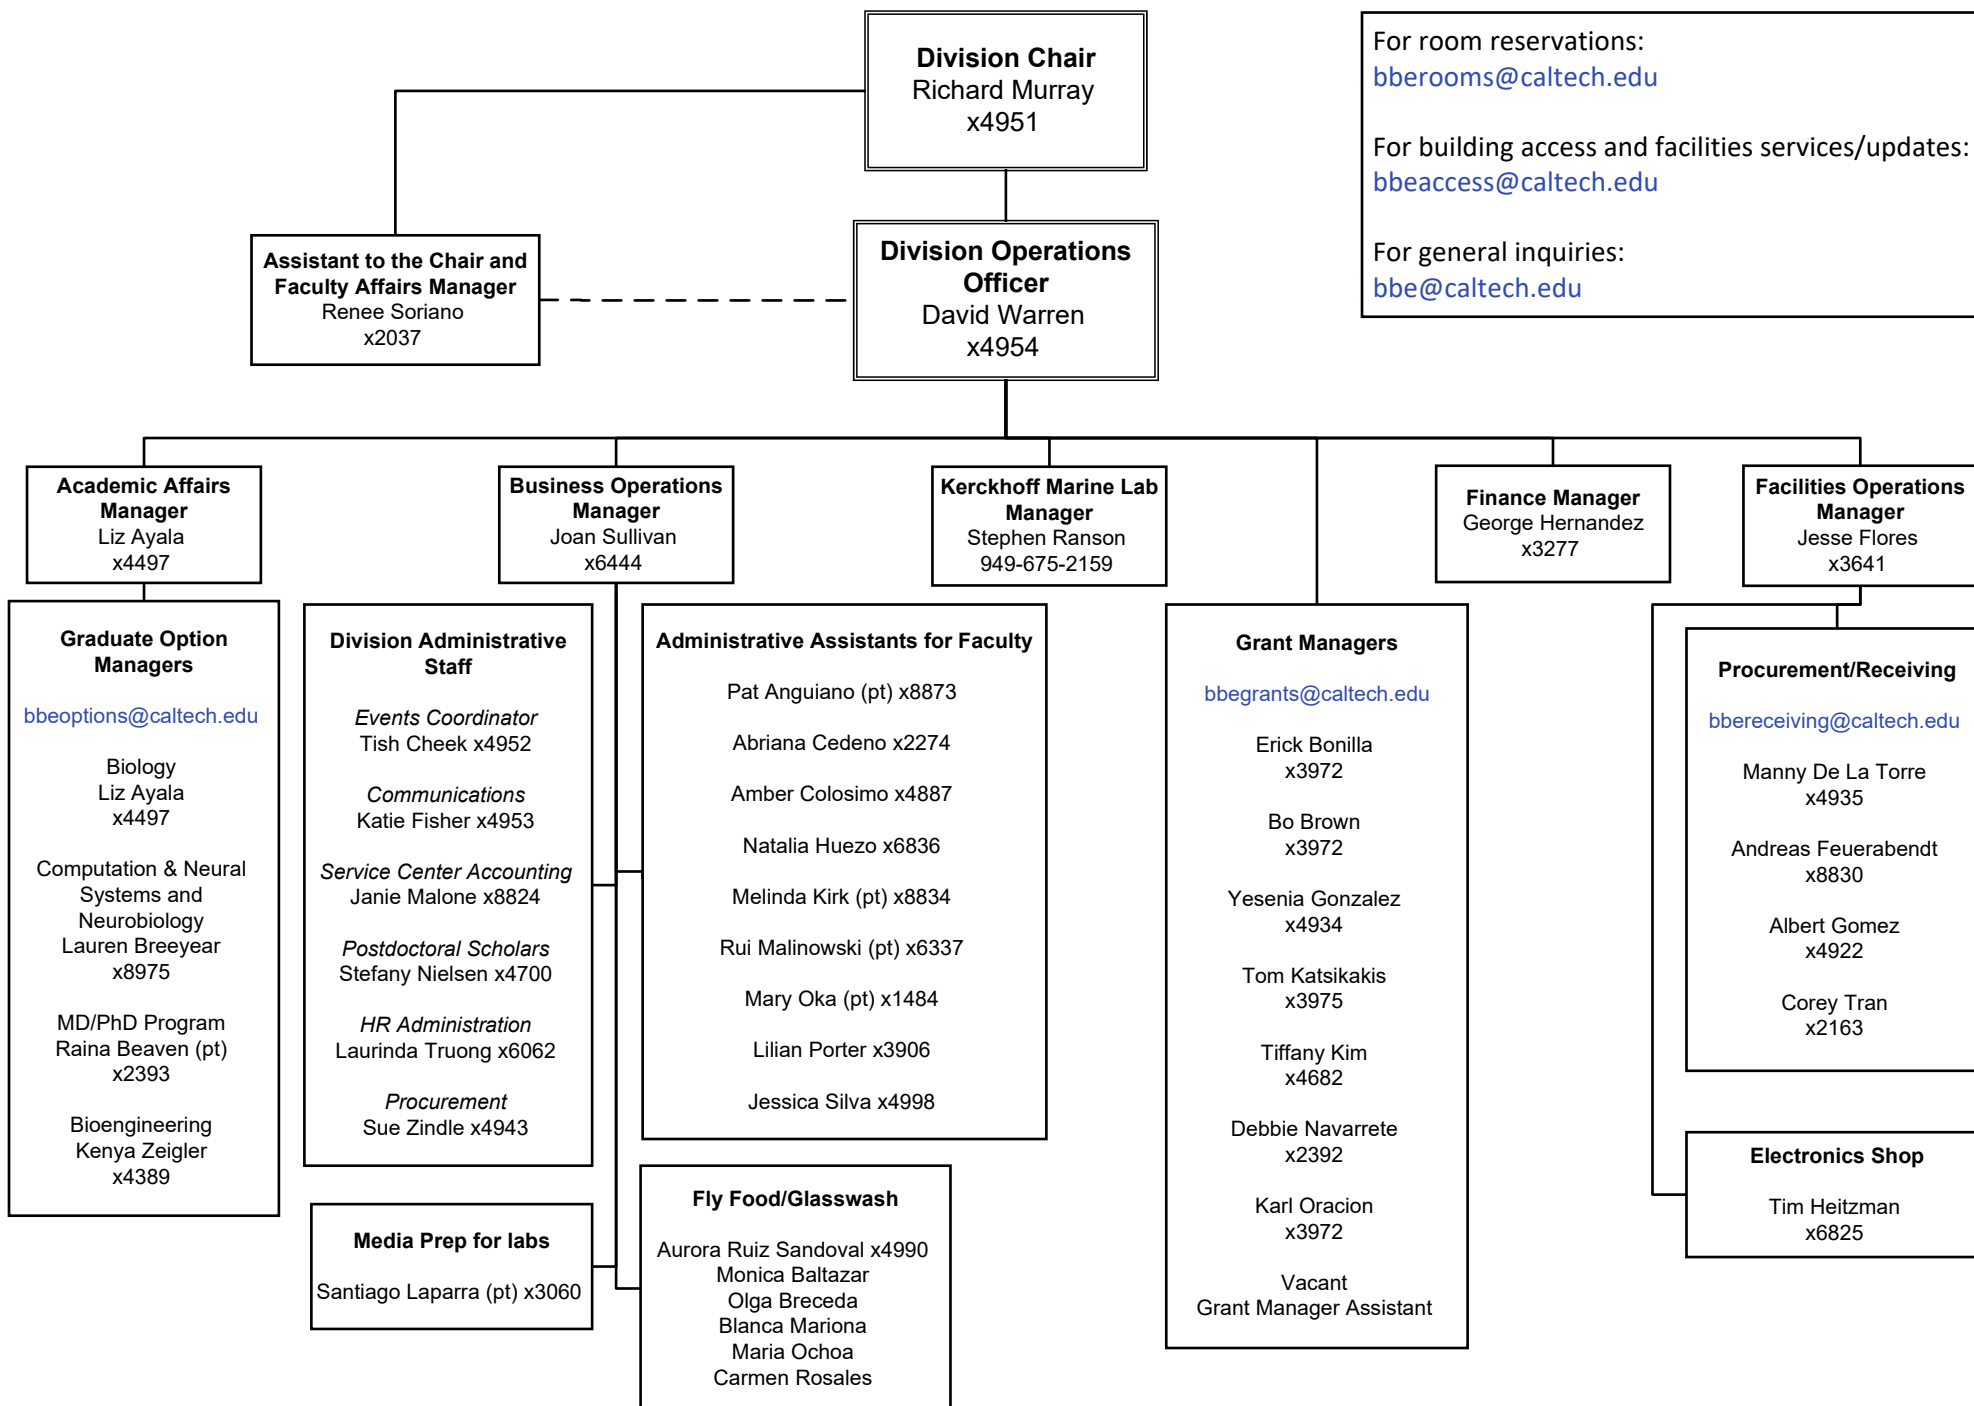 Division Chair
Richard Murray
x4951
For room reservations:
bberooms@caltech.edu
For building access and facilities services/updates:
bbeaccess@caltech.edu
For general inquiries:
bbe@caltech.edu
Assistant to the Chair and
Faculty Affairs Manager
Renee Soriano
x2037
Division Operations
Officer
David Warren
x4954
Academic Affairs
Manager
Liz Ayala
x4497
Business Operations
Manager
Joan Sullivan
x6444
Kerckhoff Marine Lab
Manager
Stephen Ranson
949-675-2159
Finance Manager
George Hernandez
x3277
Facilities Operations
Manager
Jesse Flores
x3641
Graduate Option
Managers
bbeoptions@caltech.edu
Biology
Liz Ayala
x4497
Computation & Neural
Systems and
Neurobiology
Lauren Breeyear
x8975
MD/PhD Program
Raina Beaven (pt)
x2393
Bioengineering
Kenya Zeigler
x4389
Division Administrative
Staff
Events Coordinator
Tish Cheek x4952
Communications
Katie Fisher x4953
Service Center Accounting
Janie Malone x8824
Postdoctoral Scholars
Stefany Nielsen x4700
HR Administration
Laurinda Truong x6062
Procurement
Sue Zindle x4943
Administrative Assistants for Faculty
Pat Anguiano (pt) x8873
Abriana Cedeno x2274
Amber Colosimo x4887
Natalia Huezo x6836
Melinda Kirk (pt) x8834
Rui Malinowski (pt) x6337
Mary Oka (pt) x1484
Lilian Porter x3906
Jessica Silva x4998
Grant Managers
bbegrants@caltech.edu
Erick Bonilla
x3972
Bo Brown
x3972
Yesenia Gonzalez
x4934
Tom Katsikakis
x3975
Tiffany Kim
x4682
Debbie Navarrete
x2392
Karl Oracion
x3972
Vacant
Grant Manager Assistant
Procurement/Receiving
bbereceiving@caltech.edu
Manny De La Torre
x4935
Andreas Feuerabendt
x8830
Albert Gomez
x4922
Corey Tran
x2163
Electronics Shop
Tim Heitzman
x6825
Media Prep for labs
Santiago Laparra (pt) x3060
Fly Food/Glasswash
Aurora Ruiz Sandoval x4990
Monica Baltazar
Olga Breceda
Blanca Mariona
Maria Ochoa
Carmen Rosales